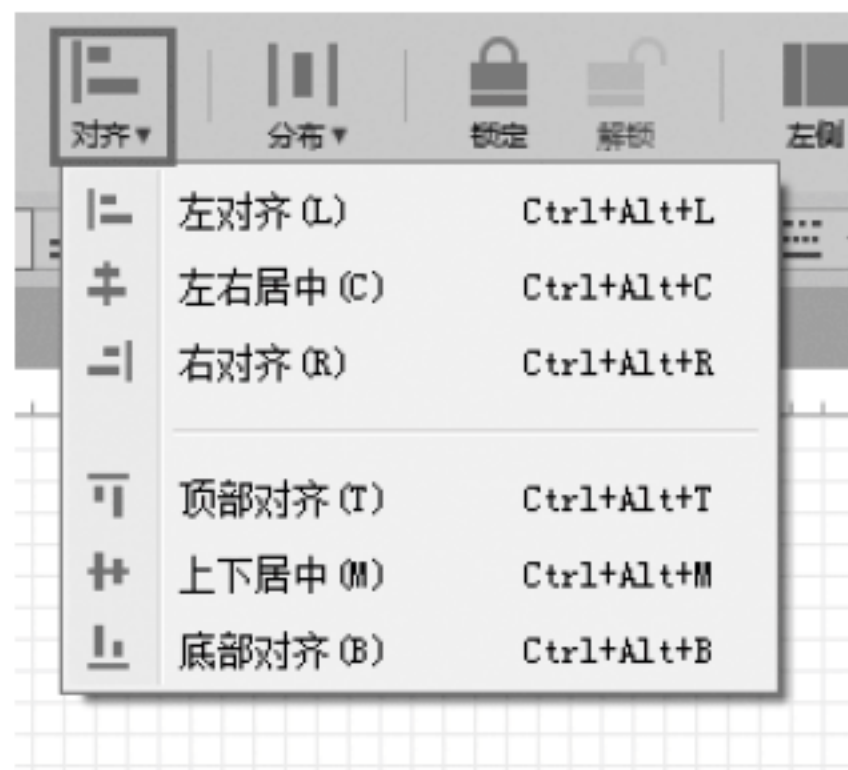 对齐▼ 分布▼ 锁定 解锁 左侧
左对齐(L) Ctrl+Alt+L
左右居中(C) Ctrl+Alt+C
右对齐(R) Ctrl+Alt+R
顶部对齐(T) Ctrl+Alt+T
上下居中(M) Ctrl+Alt+M
底部对齐(B) Ctrl+Alt+B